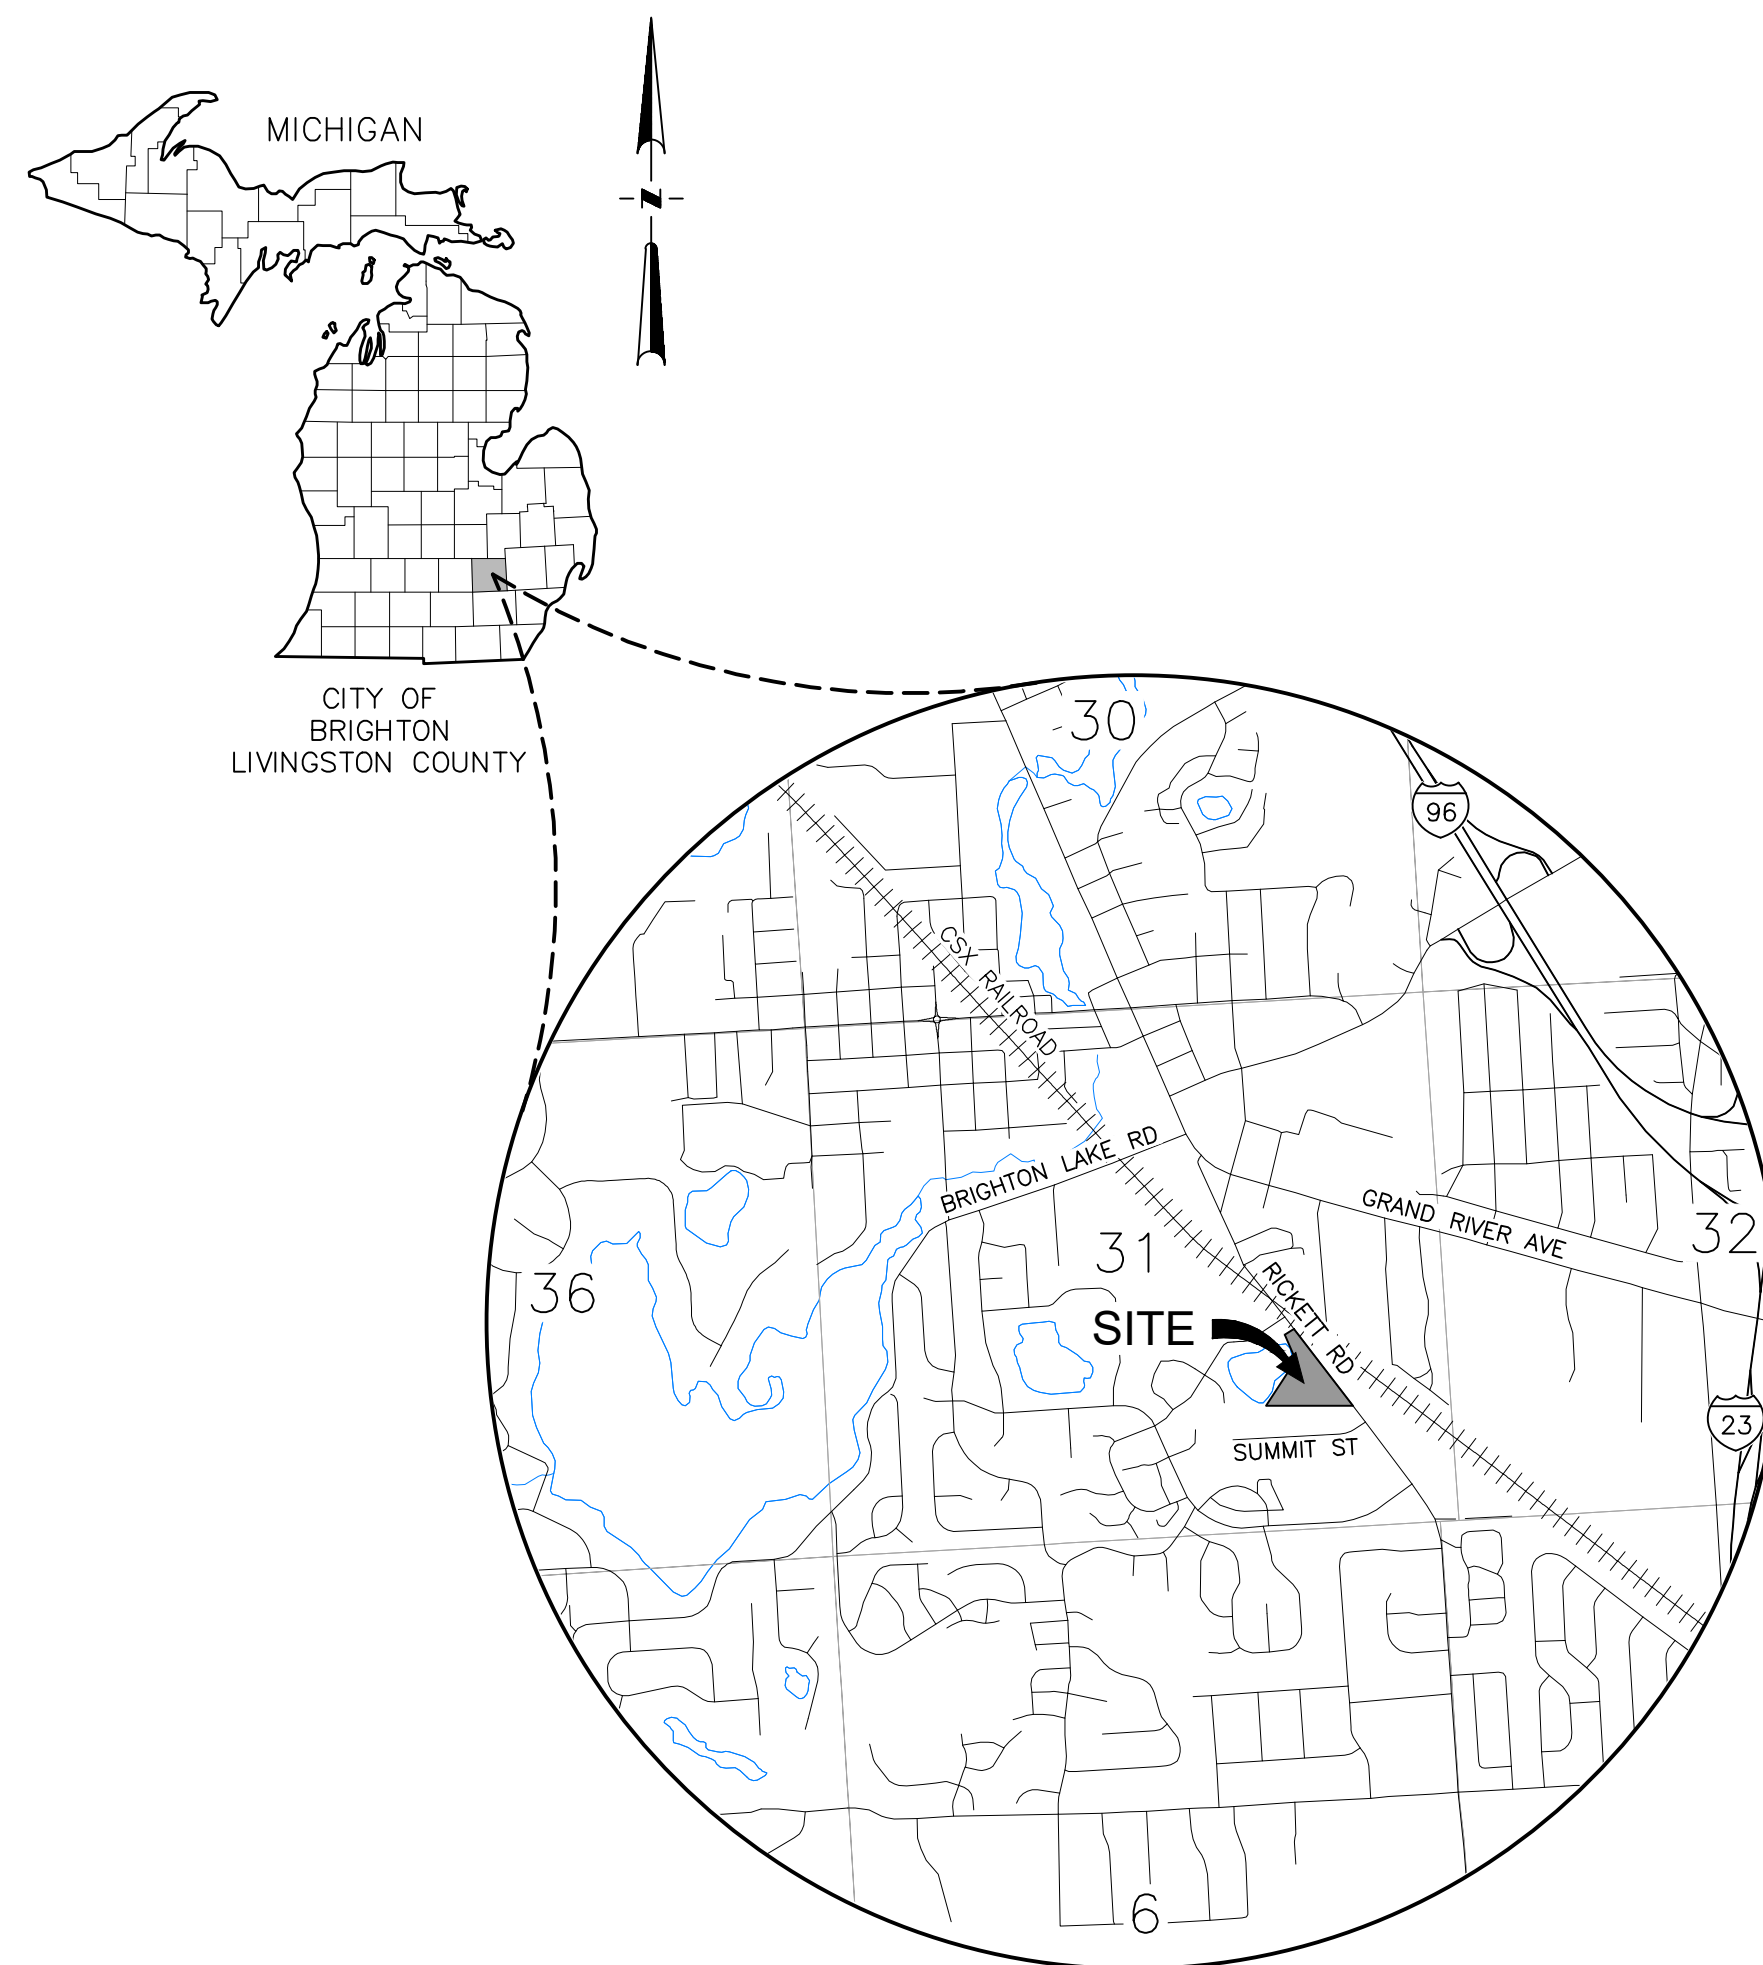 MICHIGAN
N
CITY OF
BRIGHTON
LIVINGSTON COUNTY
30
96
CSX RAILROAD
BRIGHTON LAKE RD
GRAND RIVER AVE
32
31
36
RICKETT RD
SITE
23
SUMMIT ST
6